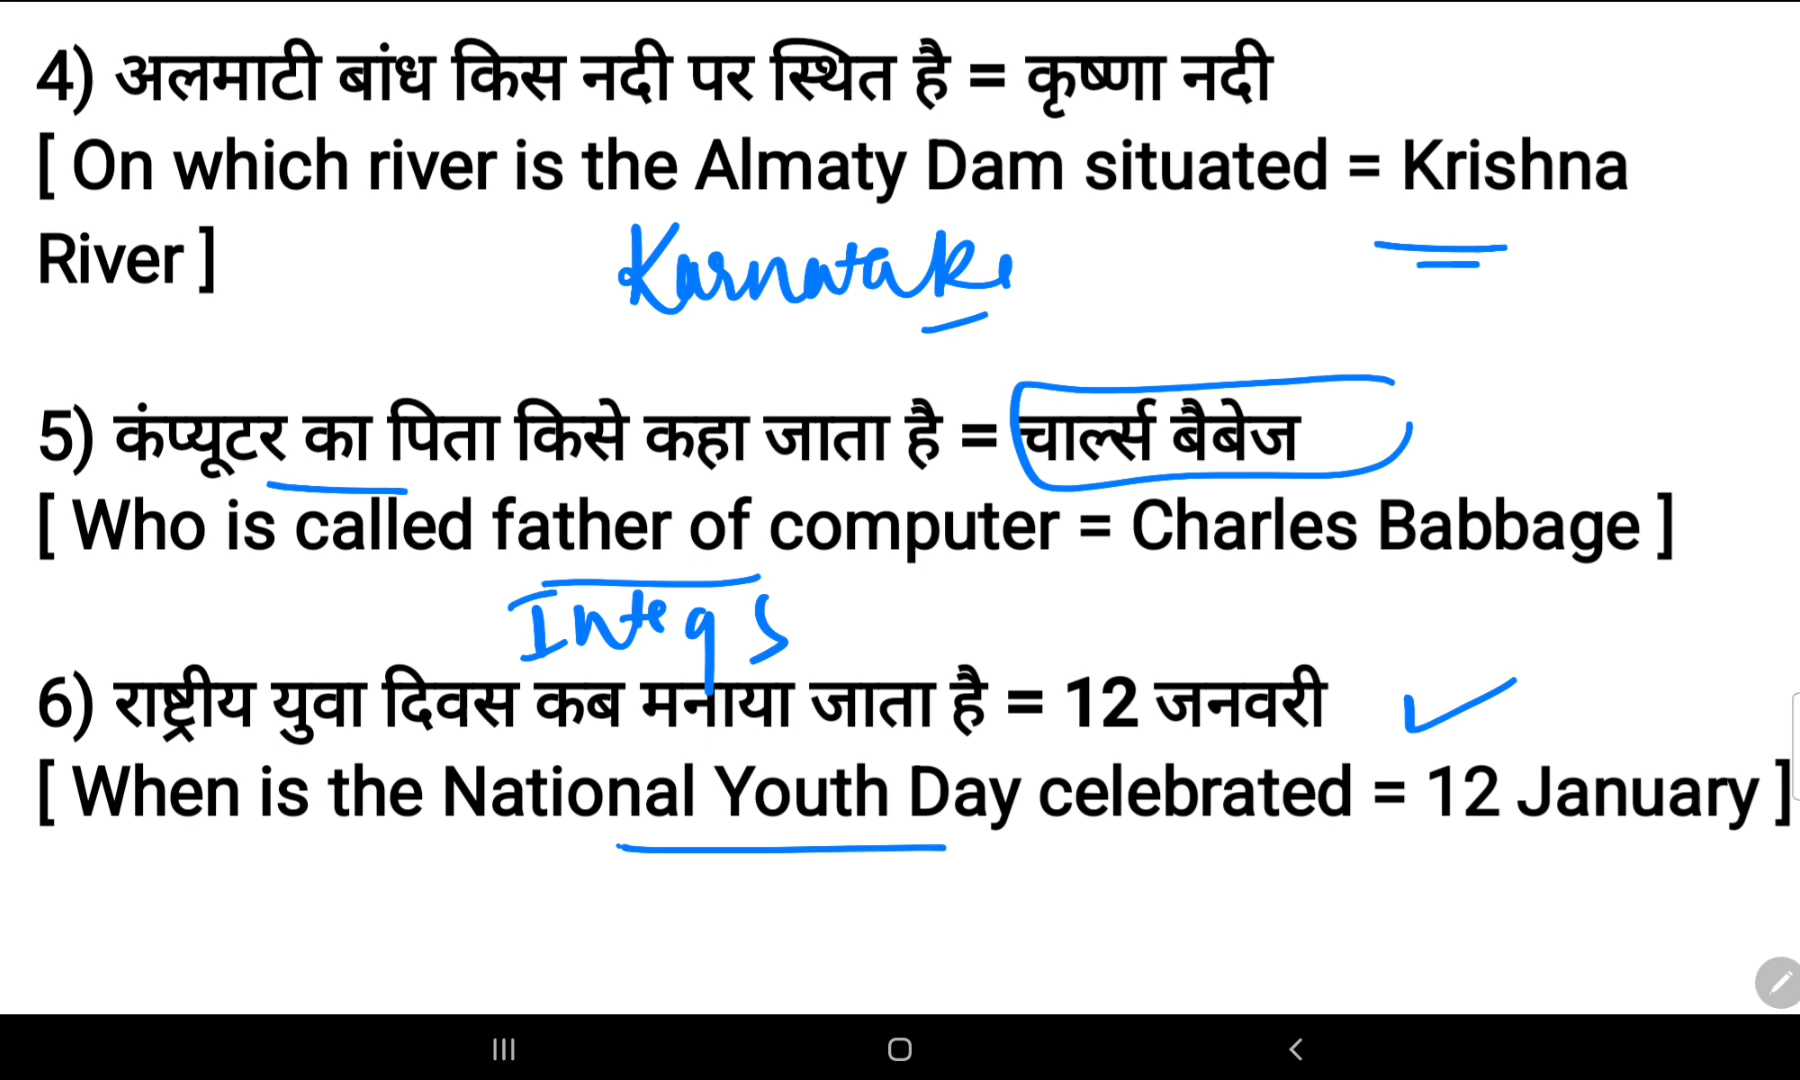 4) अलमाटी बांध किस नदी पर स्थित है = कृष्णा नदी
[ On which river is the Almaty Dam situated = Krishna
River ]
Karnataka
5) कंप्यूटर का पिता किसे कहा जाता है = चार्ल्स बैबेज
[ Who is called father of computer = Charles Babbage ]
6) राष्ट्रीय युवा दिवस कब मनाया जाता है = 12 जनवरी
[ When is the National Youth Day celebrated = 12 January ]